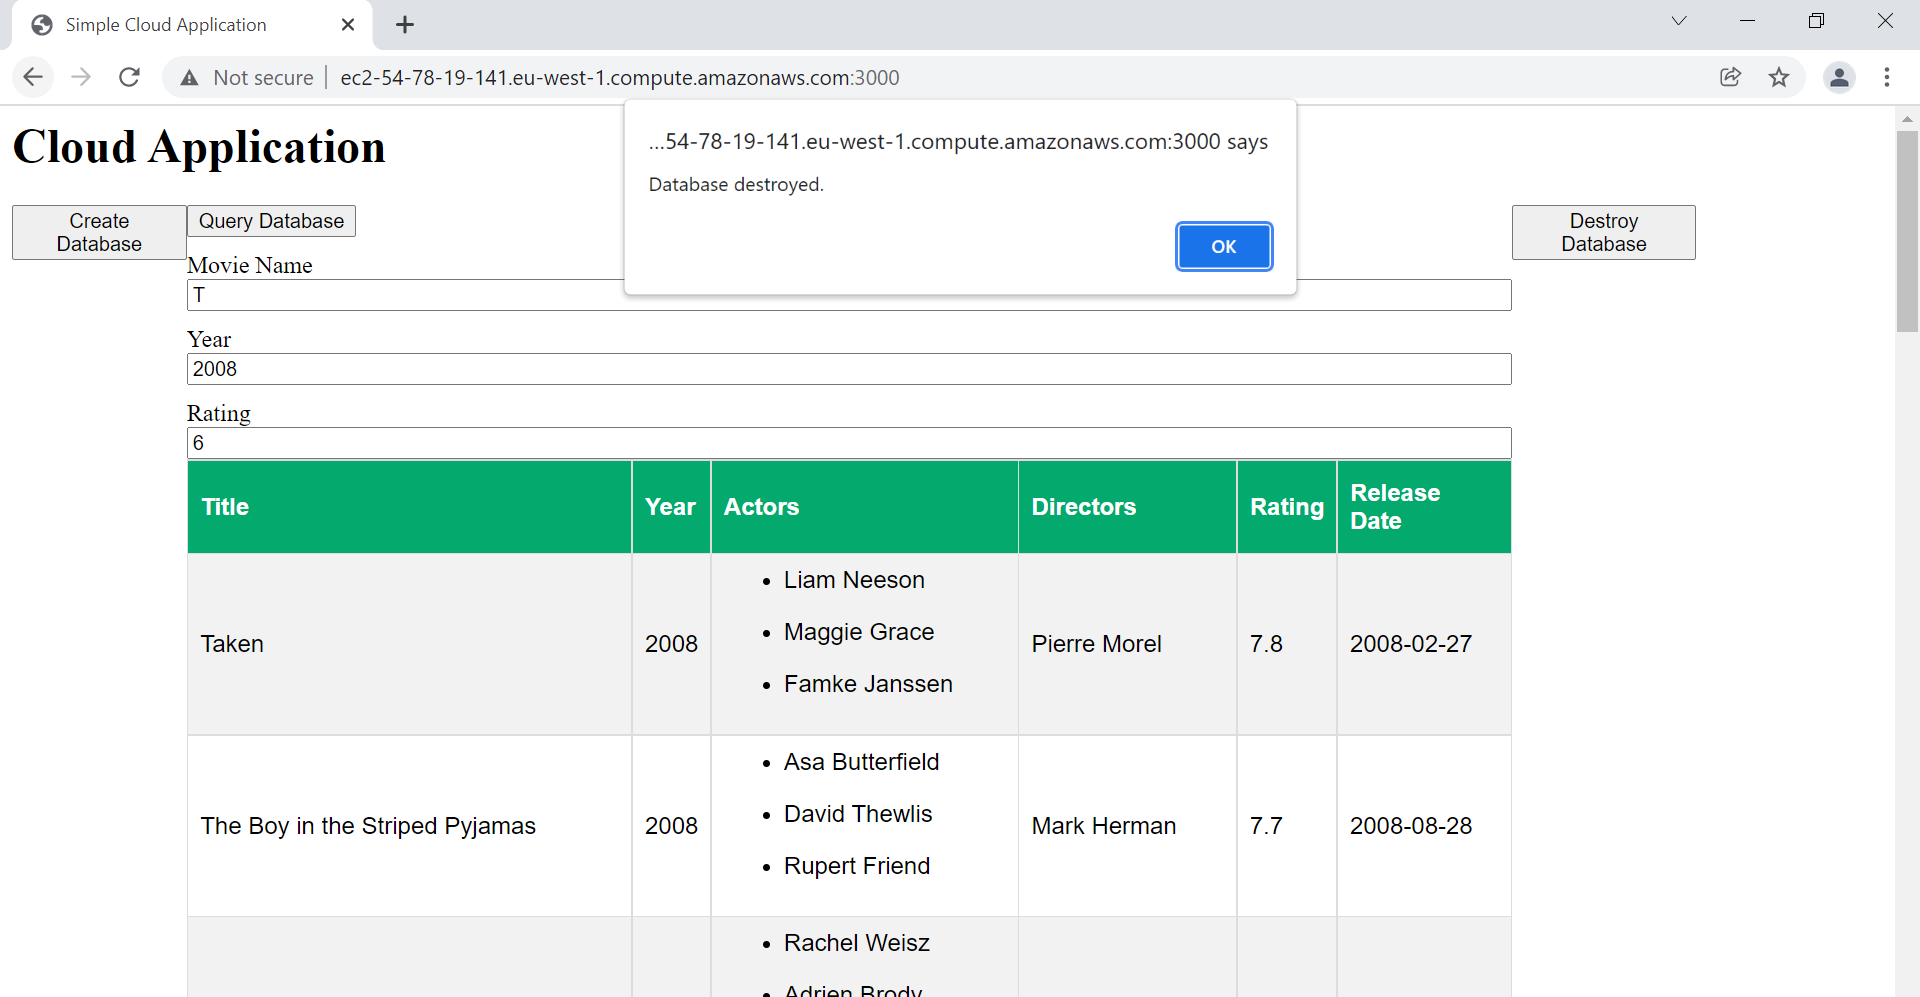 Simple Cloud Application
Not secure
ec2-54-78-19-141.eu-west-1.compute.amazonaws.com:3000
...54-78-19-141.eu-west-1.compute.amazonaws.com:3000 says
Database destroyed.
OK
Cloud Application
Create
Database
Query Database
Destroy
Database
Movie Name
T
Year
2008
Rating
6
Title Year Actors Directors Rating Release
Date
Taken 2008 Pierre Morel 7.8 2008-02-27
• Liam Neeson
• Maggie Grace
• Famke Janssen
The Boy in the Striped Pyjamas 2008 Mark Herman 7.7 2008-08-28
• Asa Butterfield
• David Thewlis
• Rupert Friend
• Rachel Weisz
• Adrien Brody